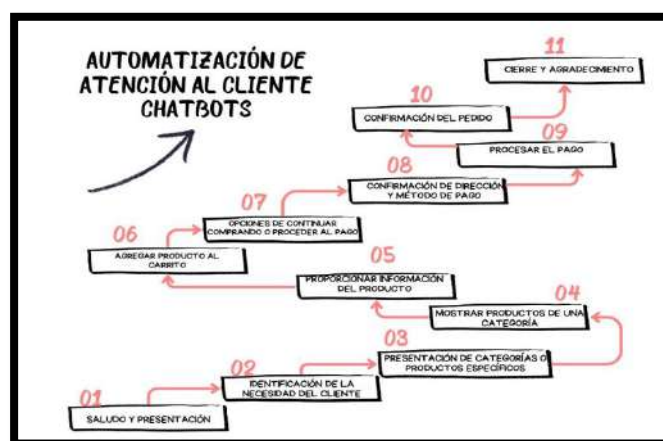 AUTOMATIZACIÓN DE
ATENCIÓN AL CLIENTE
CHATBOTS
11
CIERRE Y AGRADECIMIENTO
10
CONFIRMACIÓN DEL PEDIDO
09
PROCESAR EL PAGO
08
CONFIRMACIÓN DE DIRECCIÓN
Y MÉTODO DE PAGO
07
OPCIONES DE CONTINUAR
COMPRANDO O PROCEDER AL PAGO
06
AGREGAR PRODUCTO AL
CARRITO
05
PROPORCIONAR INFORMACIÓN
DEL PRODUCTO
04
MOSTRAR PRODUCTOS DE UNA
CATEGORÍA
03
PRESENTACIÓN DE CATEGORÍAS O
PRODUCTOS ESPECÍFICOS
02
IDENTIFICACIÓN DE LA
NECESIDAD DEL CLIENTE
01
SALUDO Y PRESENTACIÓN